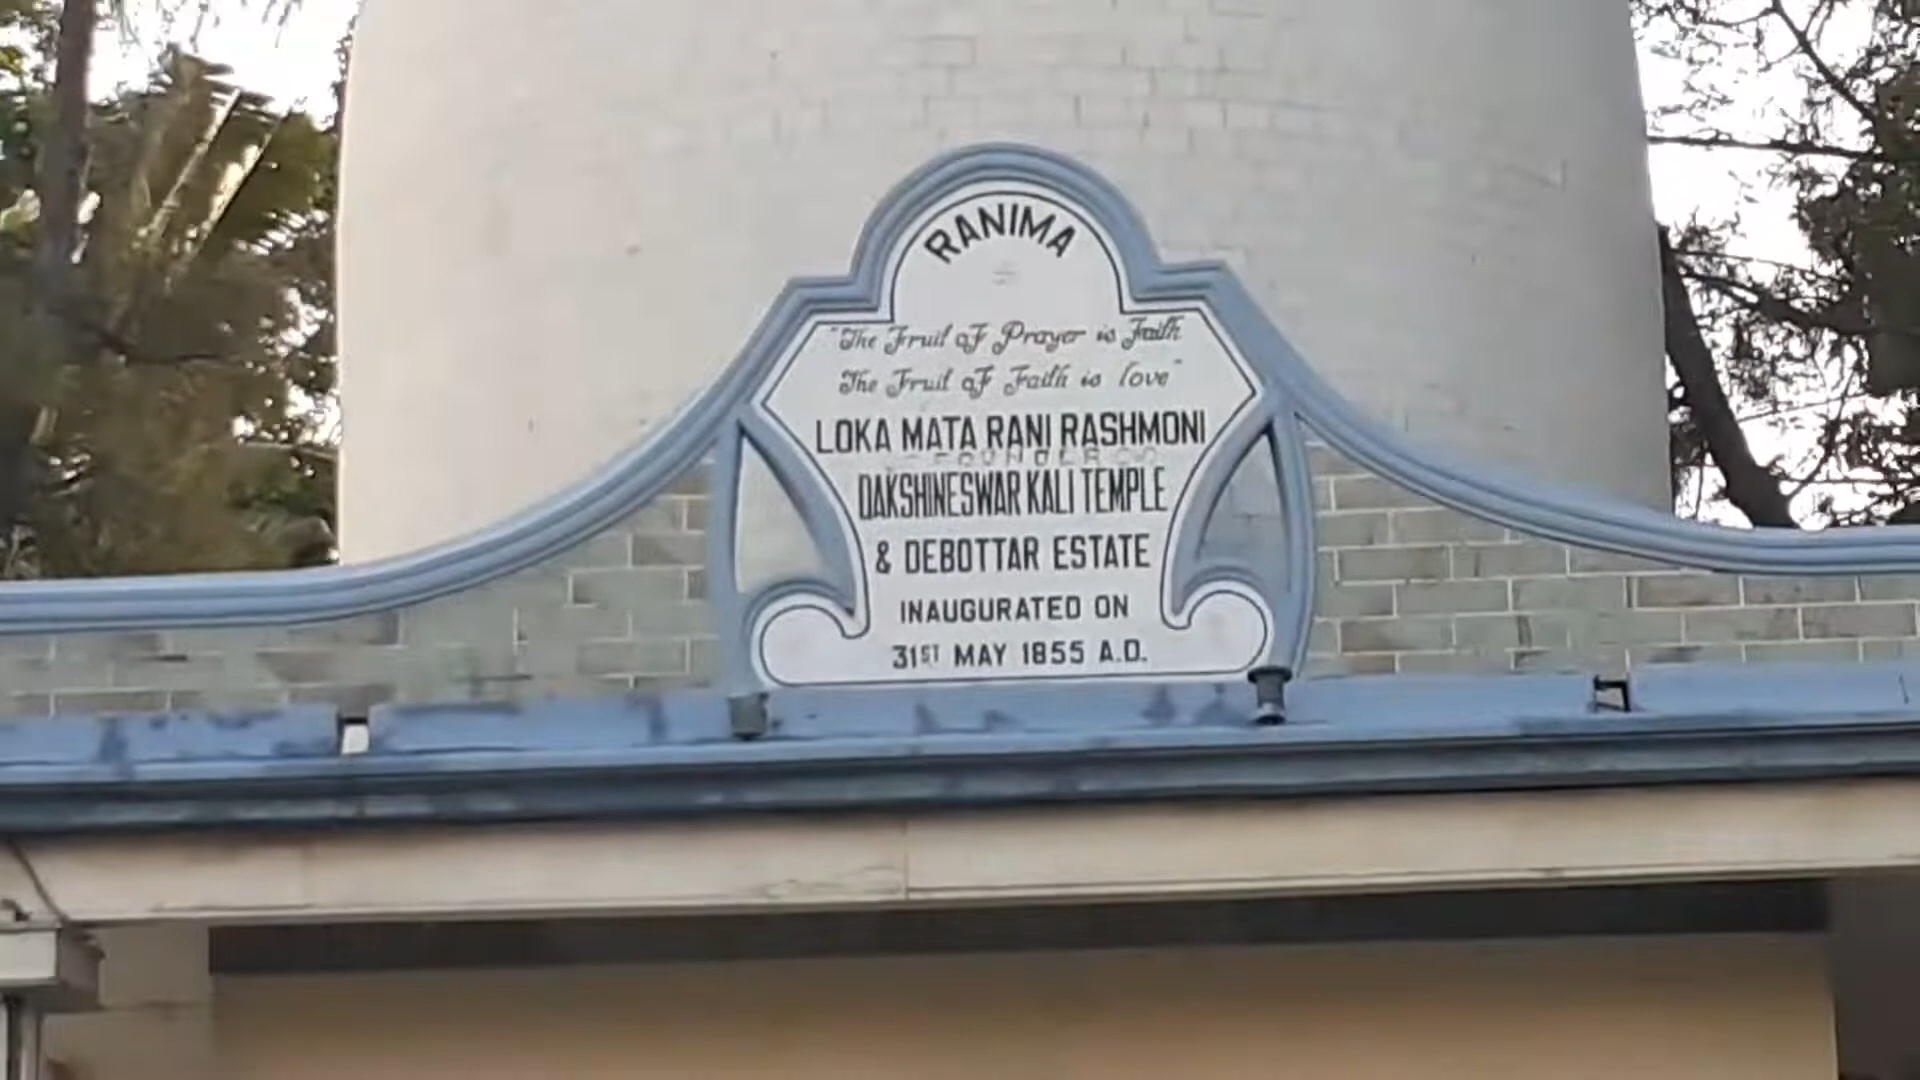 RANIMA
"The Fruit of Prayer is Faith
The Fruit of Faith is love"
LOKA MATA RANI RASHMONI
FOUNDER
DAKSHINESWAR KALI TEMPLE
& DEBOTTAR ESTATE
INAUGURATED ON
31ST MAY 1855 A.D.